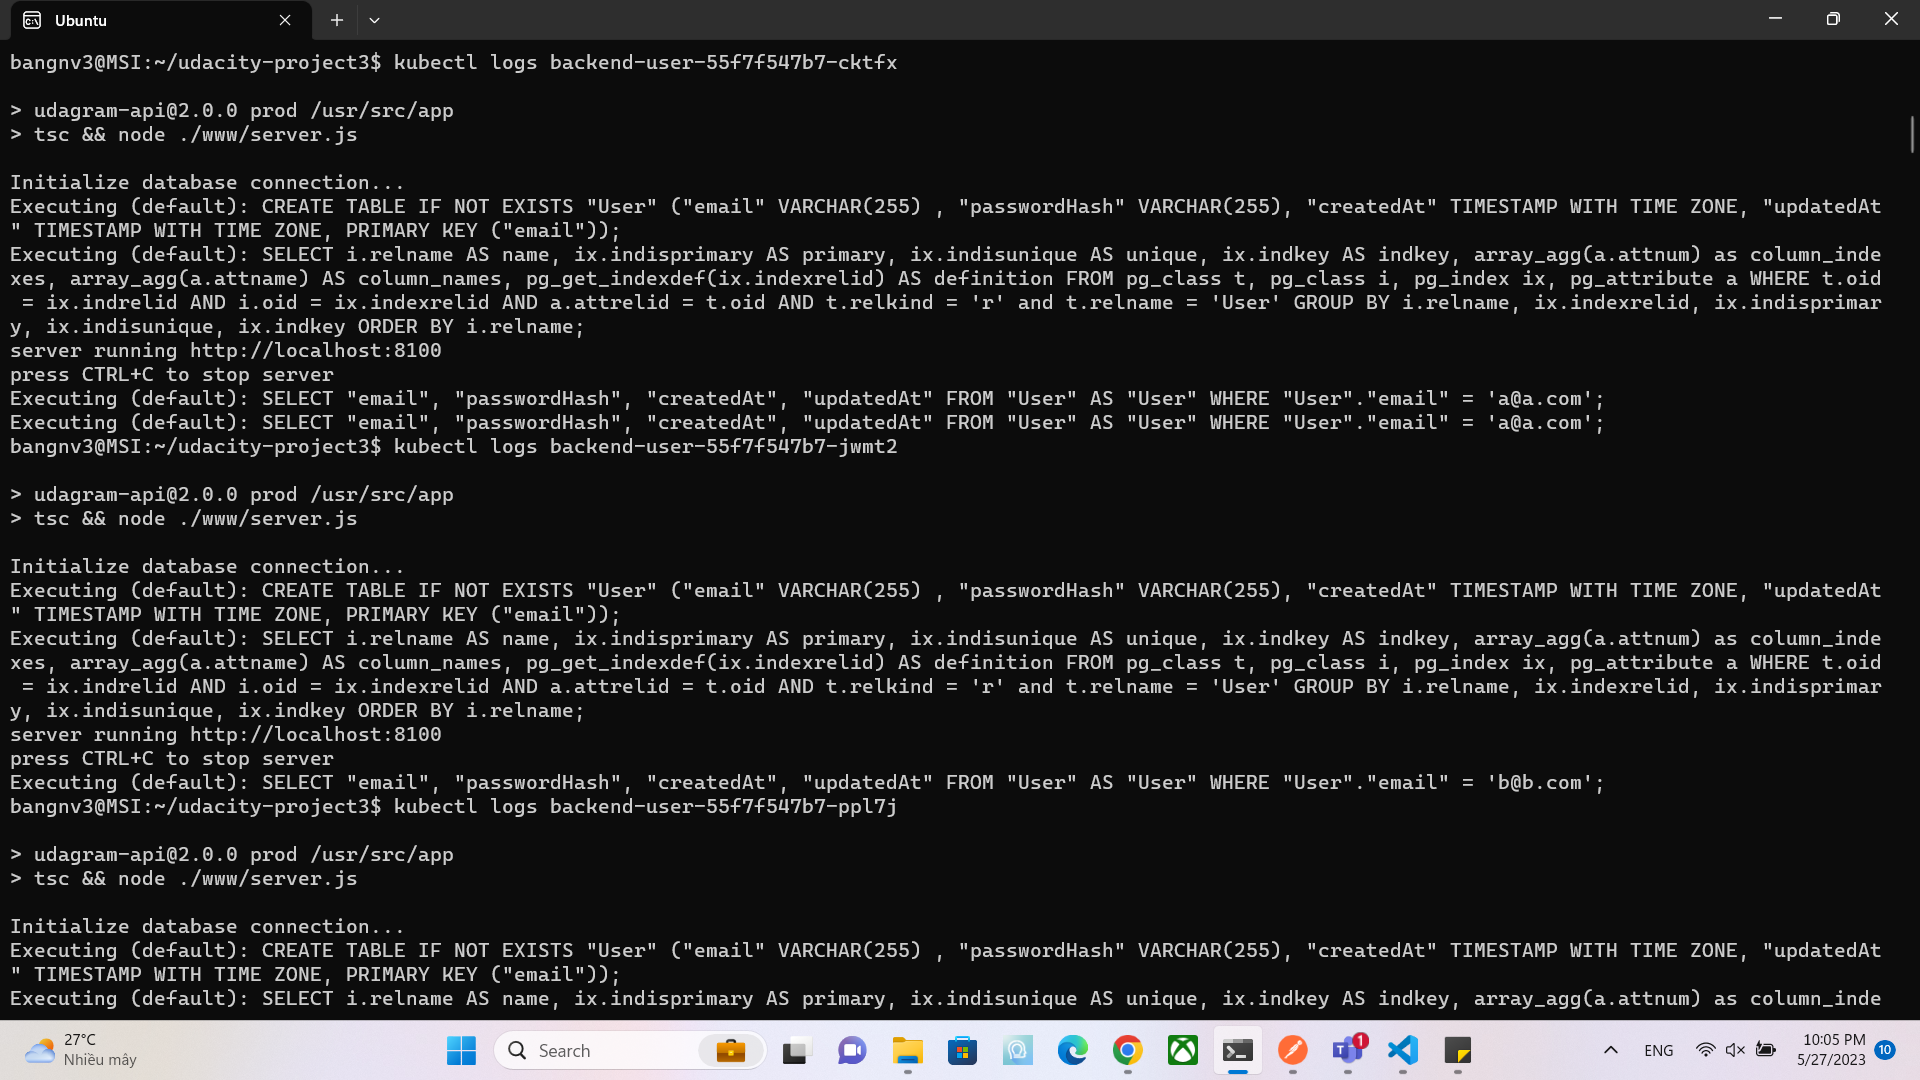 Ubuntu
bangnv3@MSI:~/udacity-project3$ kubectl logs backend-user-55f7f547b7-cktfx
> udagram-api@2.0.0 prod /usr/src/app
> tsc && node ./www/server.js
Initialize database connection...
Executing (default): CREATE TABLE IF NOT EXISTS "User" ("email" VARCHAR(255) , "passwordHash" VARCHAR(255), "createdAt" TIMESTAMP WITH TIME ZONE, "updatedAt
" TIMESTAMP WITH TIME ZONE, PRIMARY KEY ("email"));
Executing (default): SELECT i.relname AS name, ix.indisprimary AS primary, ix.indisunique AS unique, ix.indkey AS indkey, array_agg(a.attnum) as column_inde
xes, array_agg(a.attname) AS column_names, pg_get_indexdef(ix.indexrelid) AS definition FROM pg_class t, pg_class i, pg_index ix, pg_attribute a WHERE t.oid
 = ix.indrelid AND i.oid = ix.indexrelid AND a.attrelid = t.oid AND t.relkind = 'r' and t.relname = 'User' GROUP BY i.relname, ix.indexrelid, ix.indisprimar
y, ix.indisunique, ix.indkey ORDER BY i.relname;
server running http://localhost:8100
press CTRL+C to stop server
Executing (default): SELECT "email", "passwordHash", "createdAt", "updatedAt" FROM "User" AS "User" WHERE "User"."email" = 'a@a.com';
Executing (default): SELECT "email", "passwordHash", "createdAt", "updatedAt" FROM "User" AS "User" WHERE "User"."email" = 'a@a.com';
bangnv3@MSI:~/udacity-project3$ kubectl logs backend-user-55f7f547b7-jwmt2
> udagram-api@2.0.0 prod /usr/src/app
> tsc && node ./www/server.js
Initialize database connection...
Executing (default): CREATE TABLE IF NOT EXISTS "User" ("email" VARCHAR(255) , "passwordHash" VARCHAR(255), "createdAt" TIMESTAMP WITH TIME ZONE, "updatedAt
" TIMESTAMP WITH TIME ZONE, PRIMARY KEY ("email"));
Executing (default): SELECT i.relname AS name, ix.indisprimary AS primary, ix.indisunique AS unique, ix.indkey AS indkey, array_agg(a.attnum) as column_inde
xes, array_agg(a.attname) AS column_names, pg_get_indexdef(ix.indexrelid) AS definition FROM pg_class t, pg_class i, pg_index ix, pg_attribute a WHERE t.oid
 = ix.indrelid AND i.oid = ix.indexrelid AND a.attrelid = t.oid AND t.relkind = 'r' and t.relname = 'User' GROUP BY i.relname, ix.indexrelid, ix.indisprimar
y, ix.indisunique, ix.indkey ORDER BY i.relname;
server running http://localhost:8100
press CTRL+C to stop server
Executing (default): SELECT "email", "passwordHash", "createdAt", "updatedAt" FROM "User" AS "User" WHERE "User"."email" = 'b@b.com';
bangnv3@MSI:~/udacity-project3$ kubectl logs backend-user-55f7f547b7-ppl7j
> udagram-api@2.0.0 prod /usr/src/app
> tsc && node ./www/server.js
Initialize database connection...
Executing (default): CREATE TABLE IF NOT EXISTS "User" ("email" VARCHAR(255) , "passwordHash" VARCHAR(255), "createdAt" TIMESTAMP WITH TIME ZONE, "updatedAt
" TIMESTAMP WITH TIME ZONE, PRIMARY KEY ("email"));
Executing (default): SELECT i.relname AS name, ix.indisprimary AS primary, ix.indisunique AS unique, ix.indkey AS indkey, array_agg(a.attnum) as column_inde
27°C
Nhiều mây
Search
1
ENG
10:05 PM
5/27/2023
10